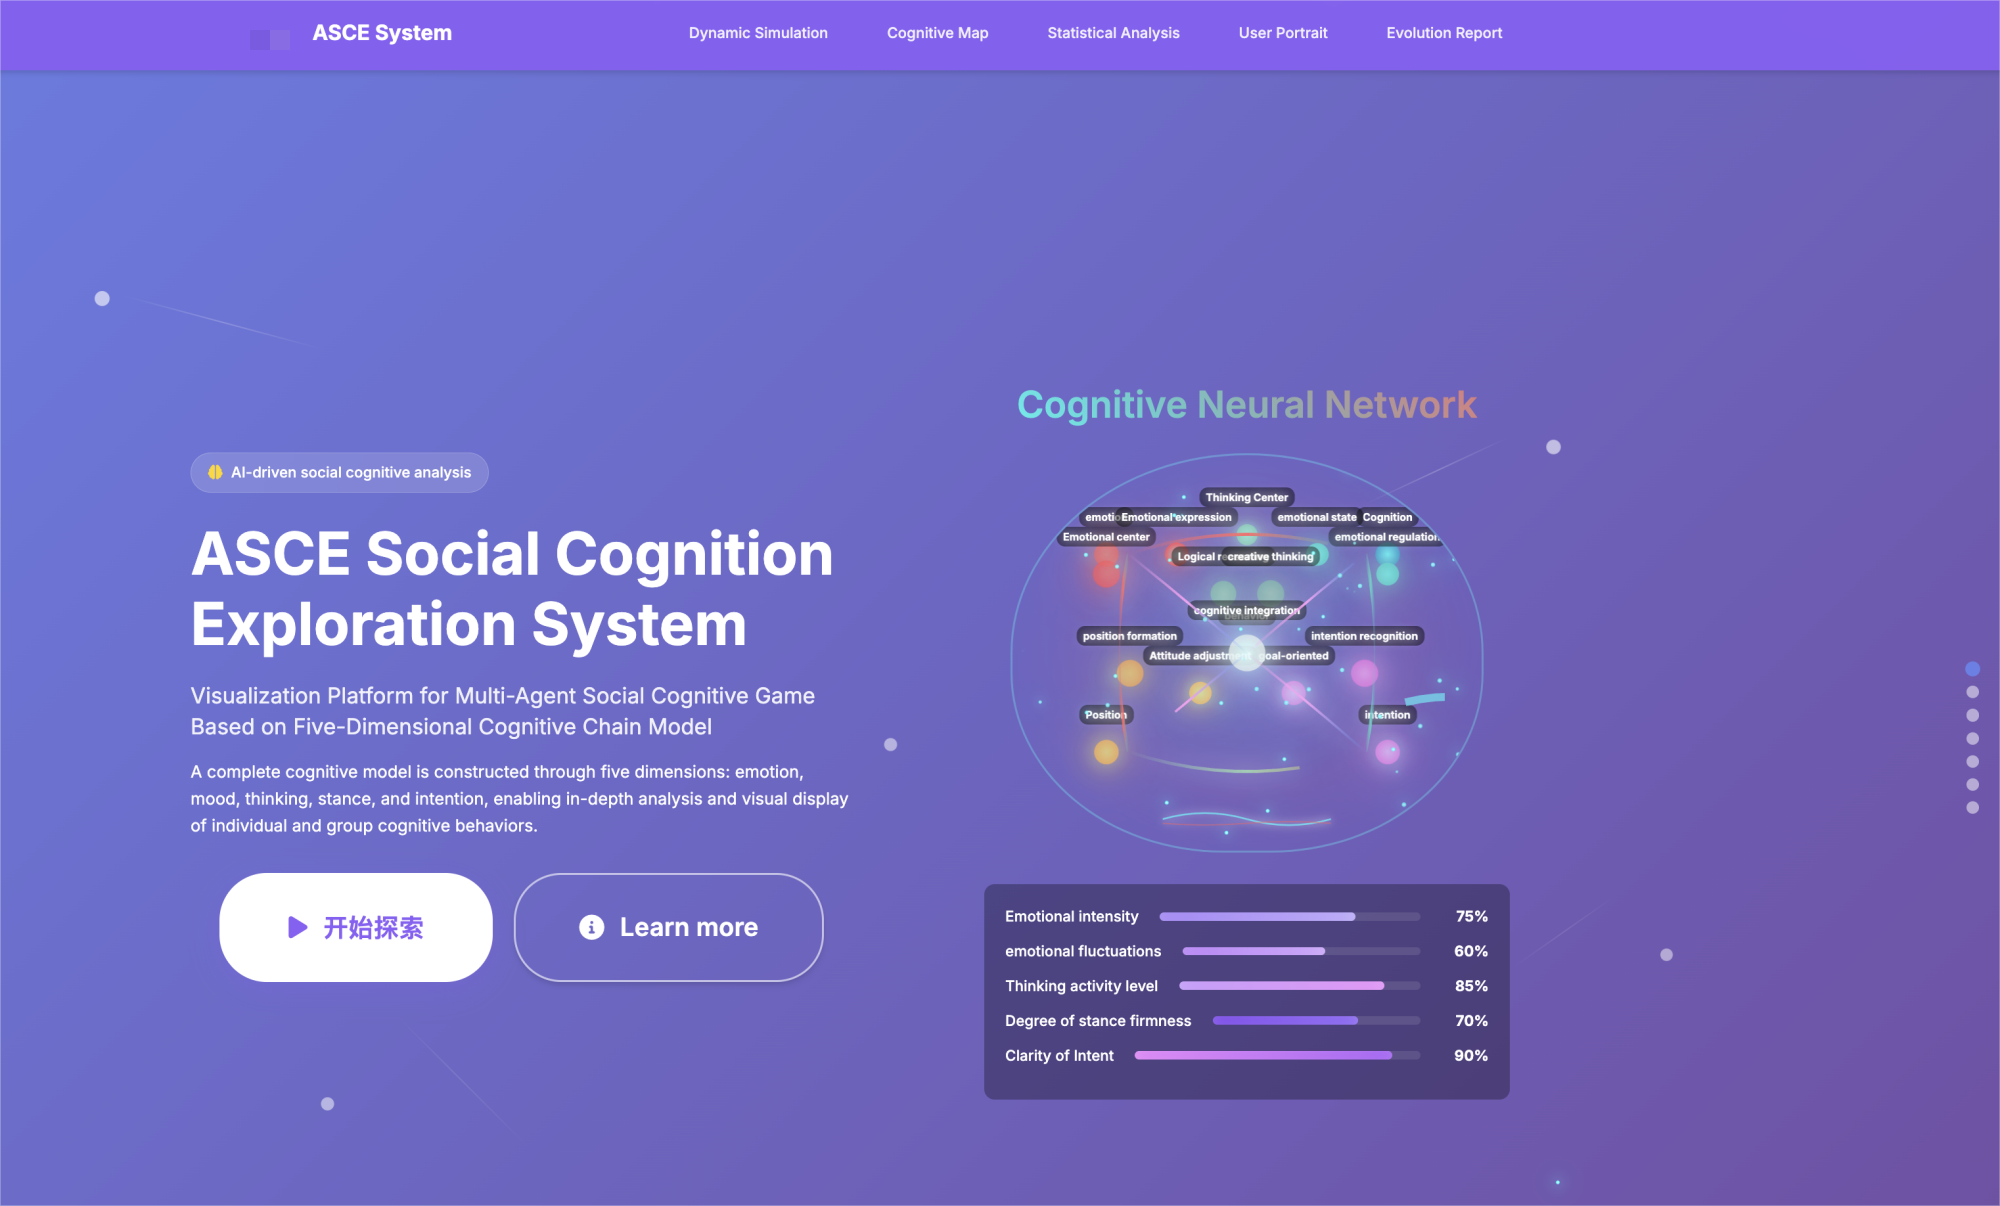 ASCE System
Dynamic Simulation
Cognitive Map
Statistical Analysis
User Portrait
Evolution Report
AI-driven social cognitive analysis
ASCE Social Cognition
Exploration System
Visualization Platform for Multi-Agent Social Cognitive Game
Based on Five-Dimensional Cognitive Chain Model
A complete cognitive model is constructed through five dimensions: emotion,
mood, thinking, stance, and intention, enabling in-depth analysis and visual display
of individual and group cognitive behaviors.
开始探索
Learn more
Cognitive Neural Network
Thinking Center
Emotional expression
emotional state
Cognition
Emotional center
emotional regulation
Logical
creative thinking
cognitive integration
behavior
position formation
intention recognition
Attitude adjustment
goal-oriented
Position
intention
Emotional intensity 75%
emotional fluctuations 60%
Thinking activity level 85%
Degree of stance firmness 70%
Clarity of Intent 90%